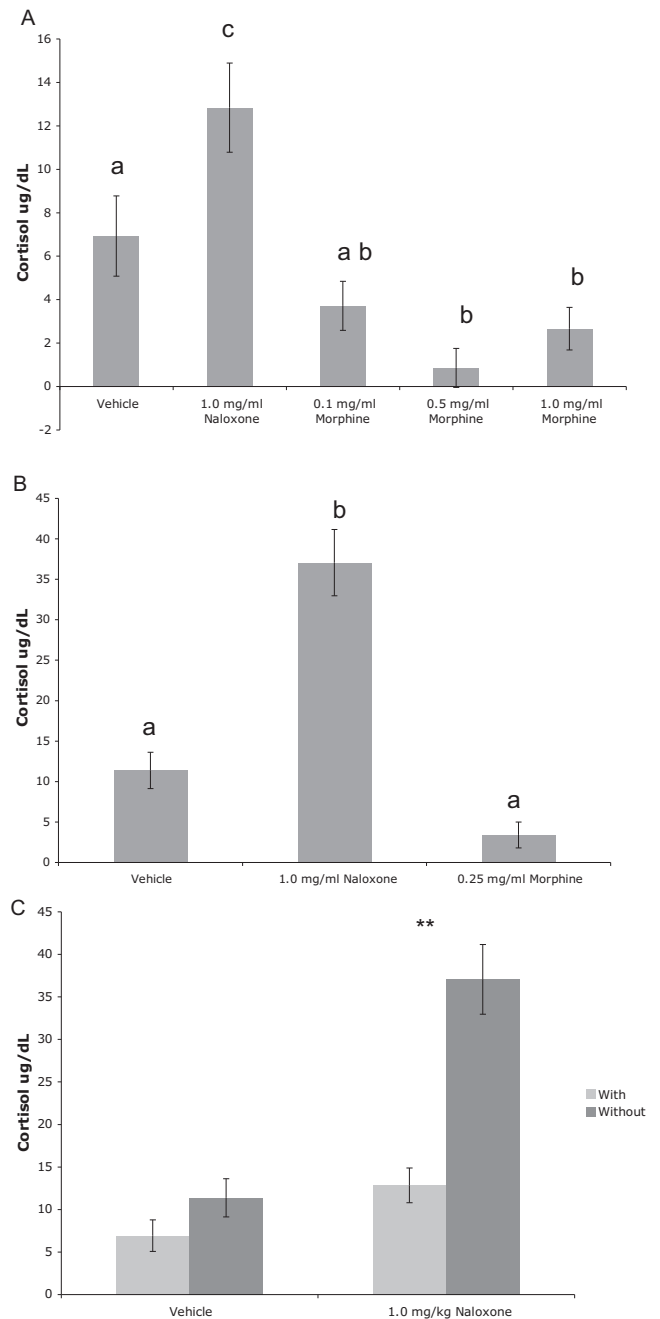 A
Cortisol ug/dL
16
14
12
10
8
6
4
2
0
-2
a
c
a b
b
b
Vehicle
1.0 mg/ml
Naloxone
0.1 mg/ml
Morphine
0.5 mg/ml
Morphine
1.0 mg/ml
Morphine
B
Cortisol ug/dL
45
40
35
30
25
20
15
10
5
0
a
b
a
Vehicle
1.0 mg/ml Naloxone
0.25 mg/ml Morphine
C
Cortisol ug/dL
45
40
35
30
25
20
15
10
5
0
**
With
Without
Vehicle
1.0 mg/kg Naloxone